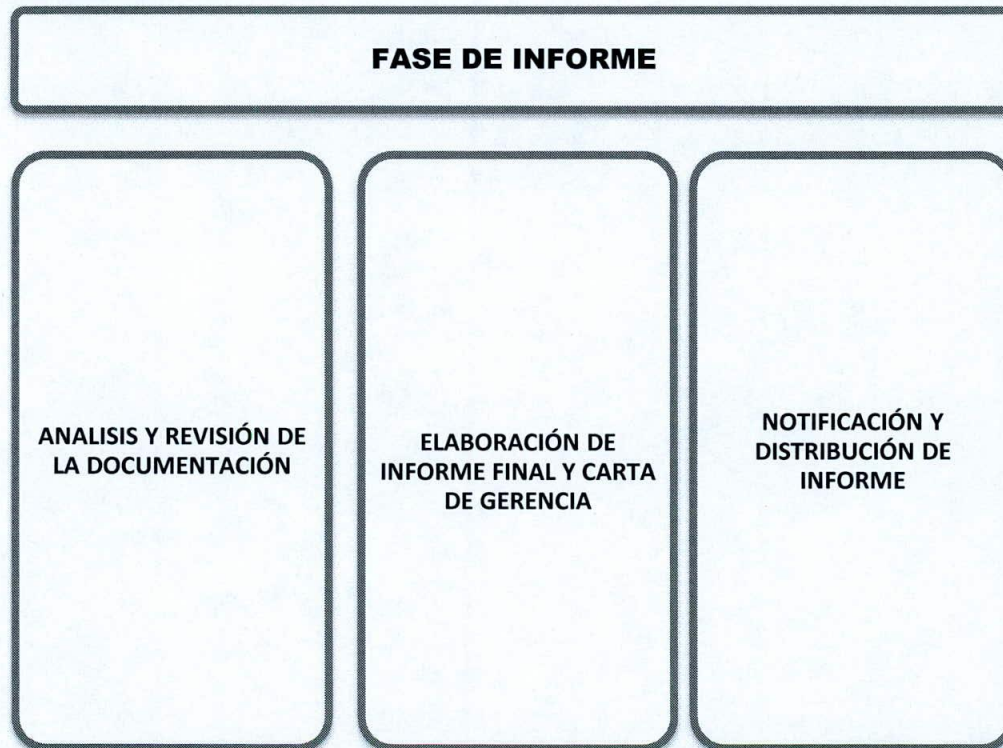 FASE DE INFORME
ANALISIS Y REVISIÓN DE
LA DOCUMENTACIÓN
ELABORACIÓN DE
INFORME FINAL Y CARTA
DE GERENCIA
NOTIFICACIÓN Y
DISTRIBUCIÓN DE
INFORME